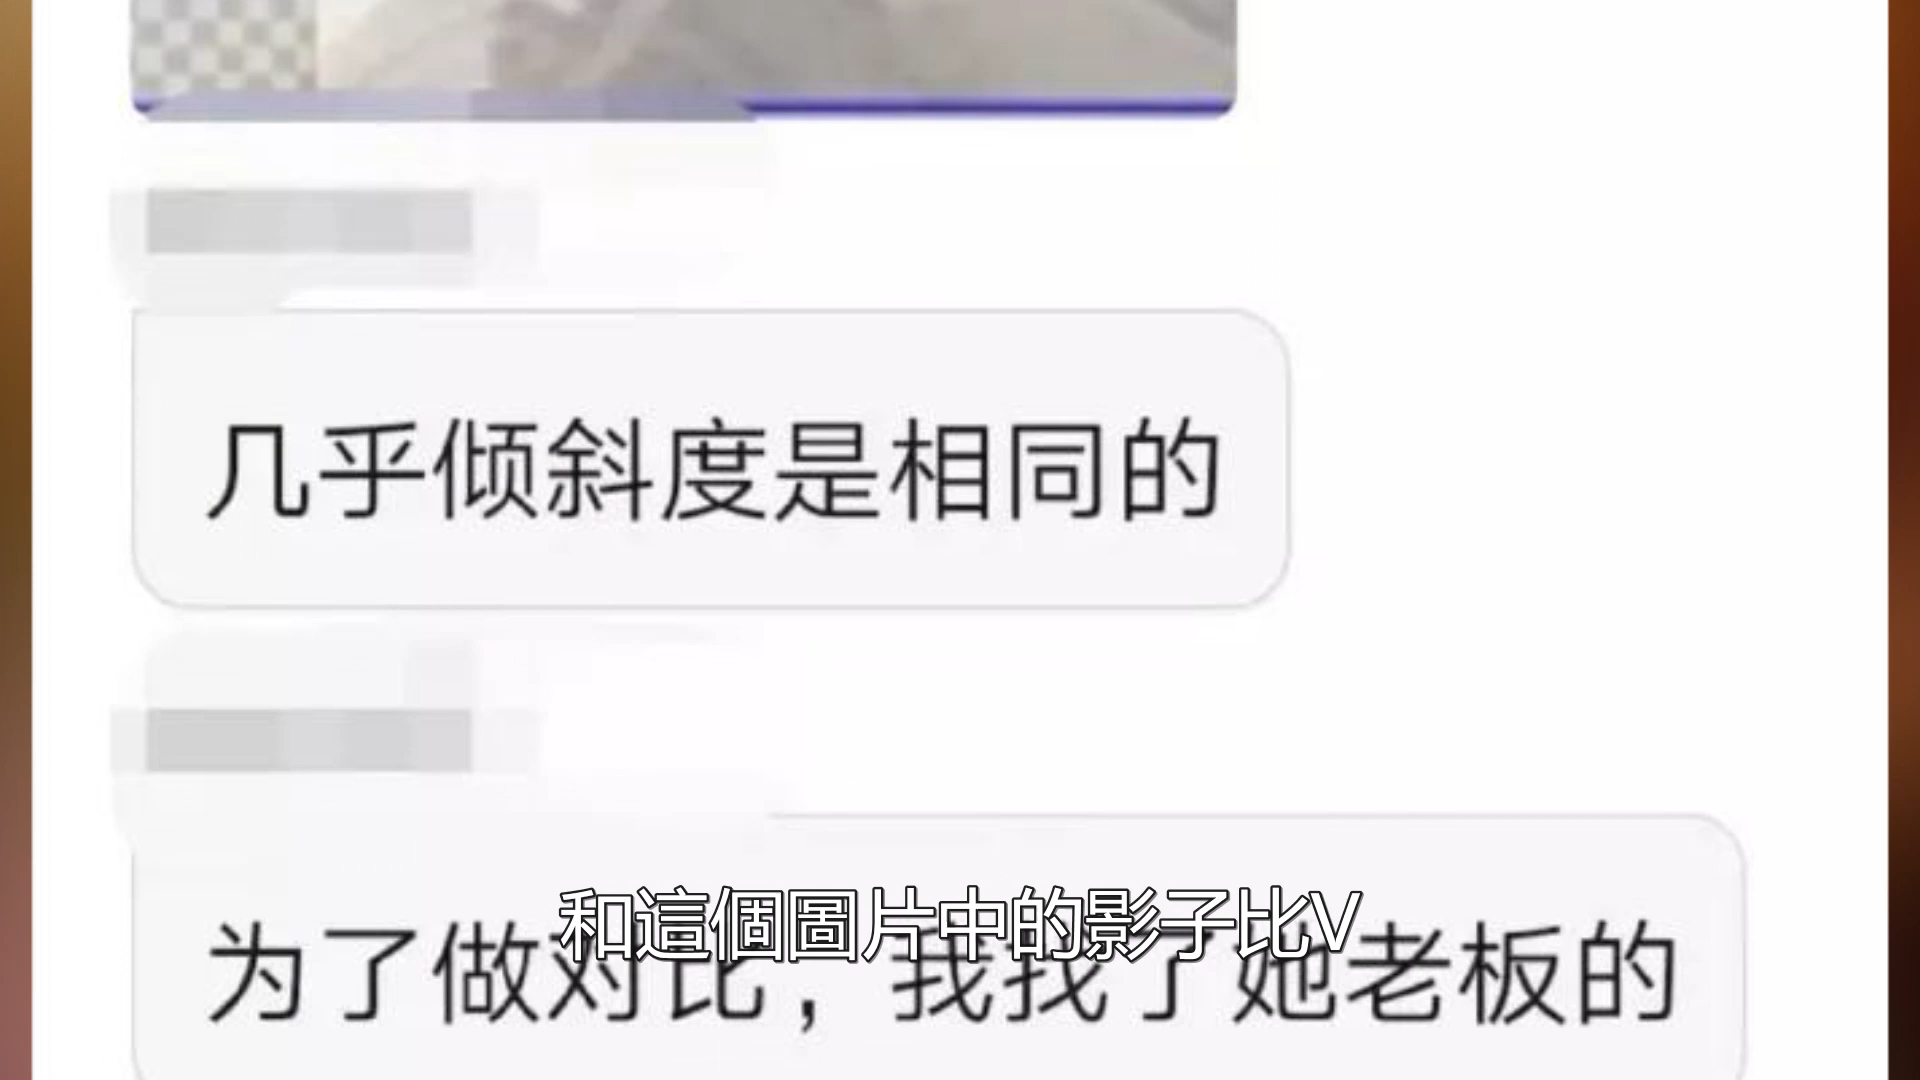 几乎倾斜度是相同的
和這個圖片中的影子比V
为了做对比，我找了她老板的